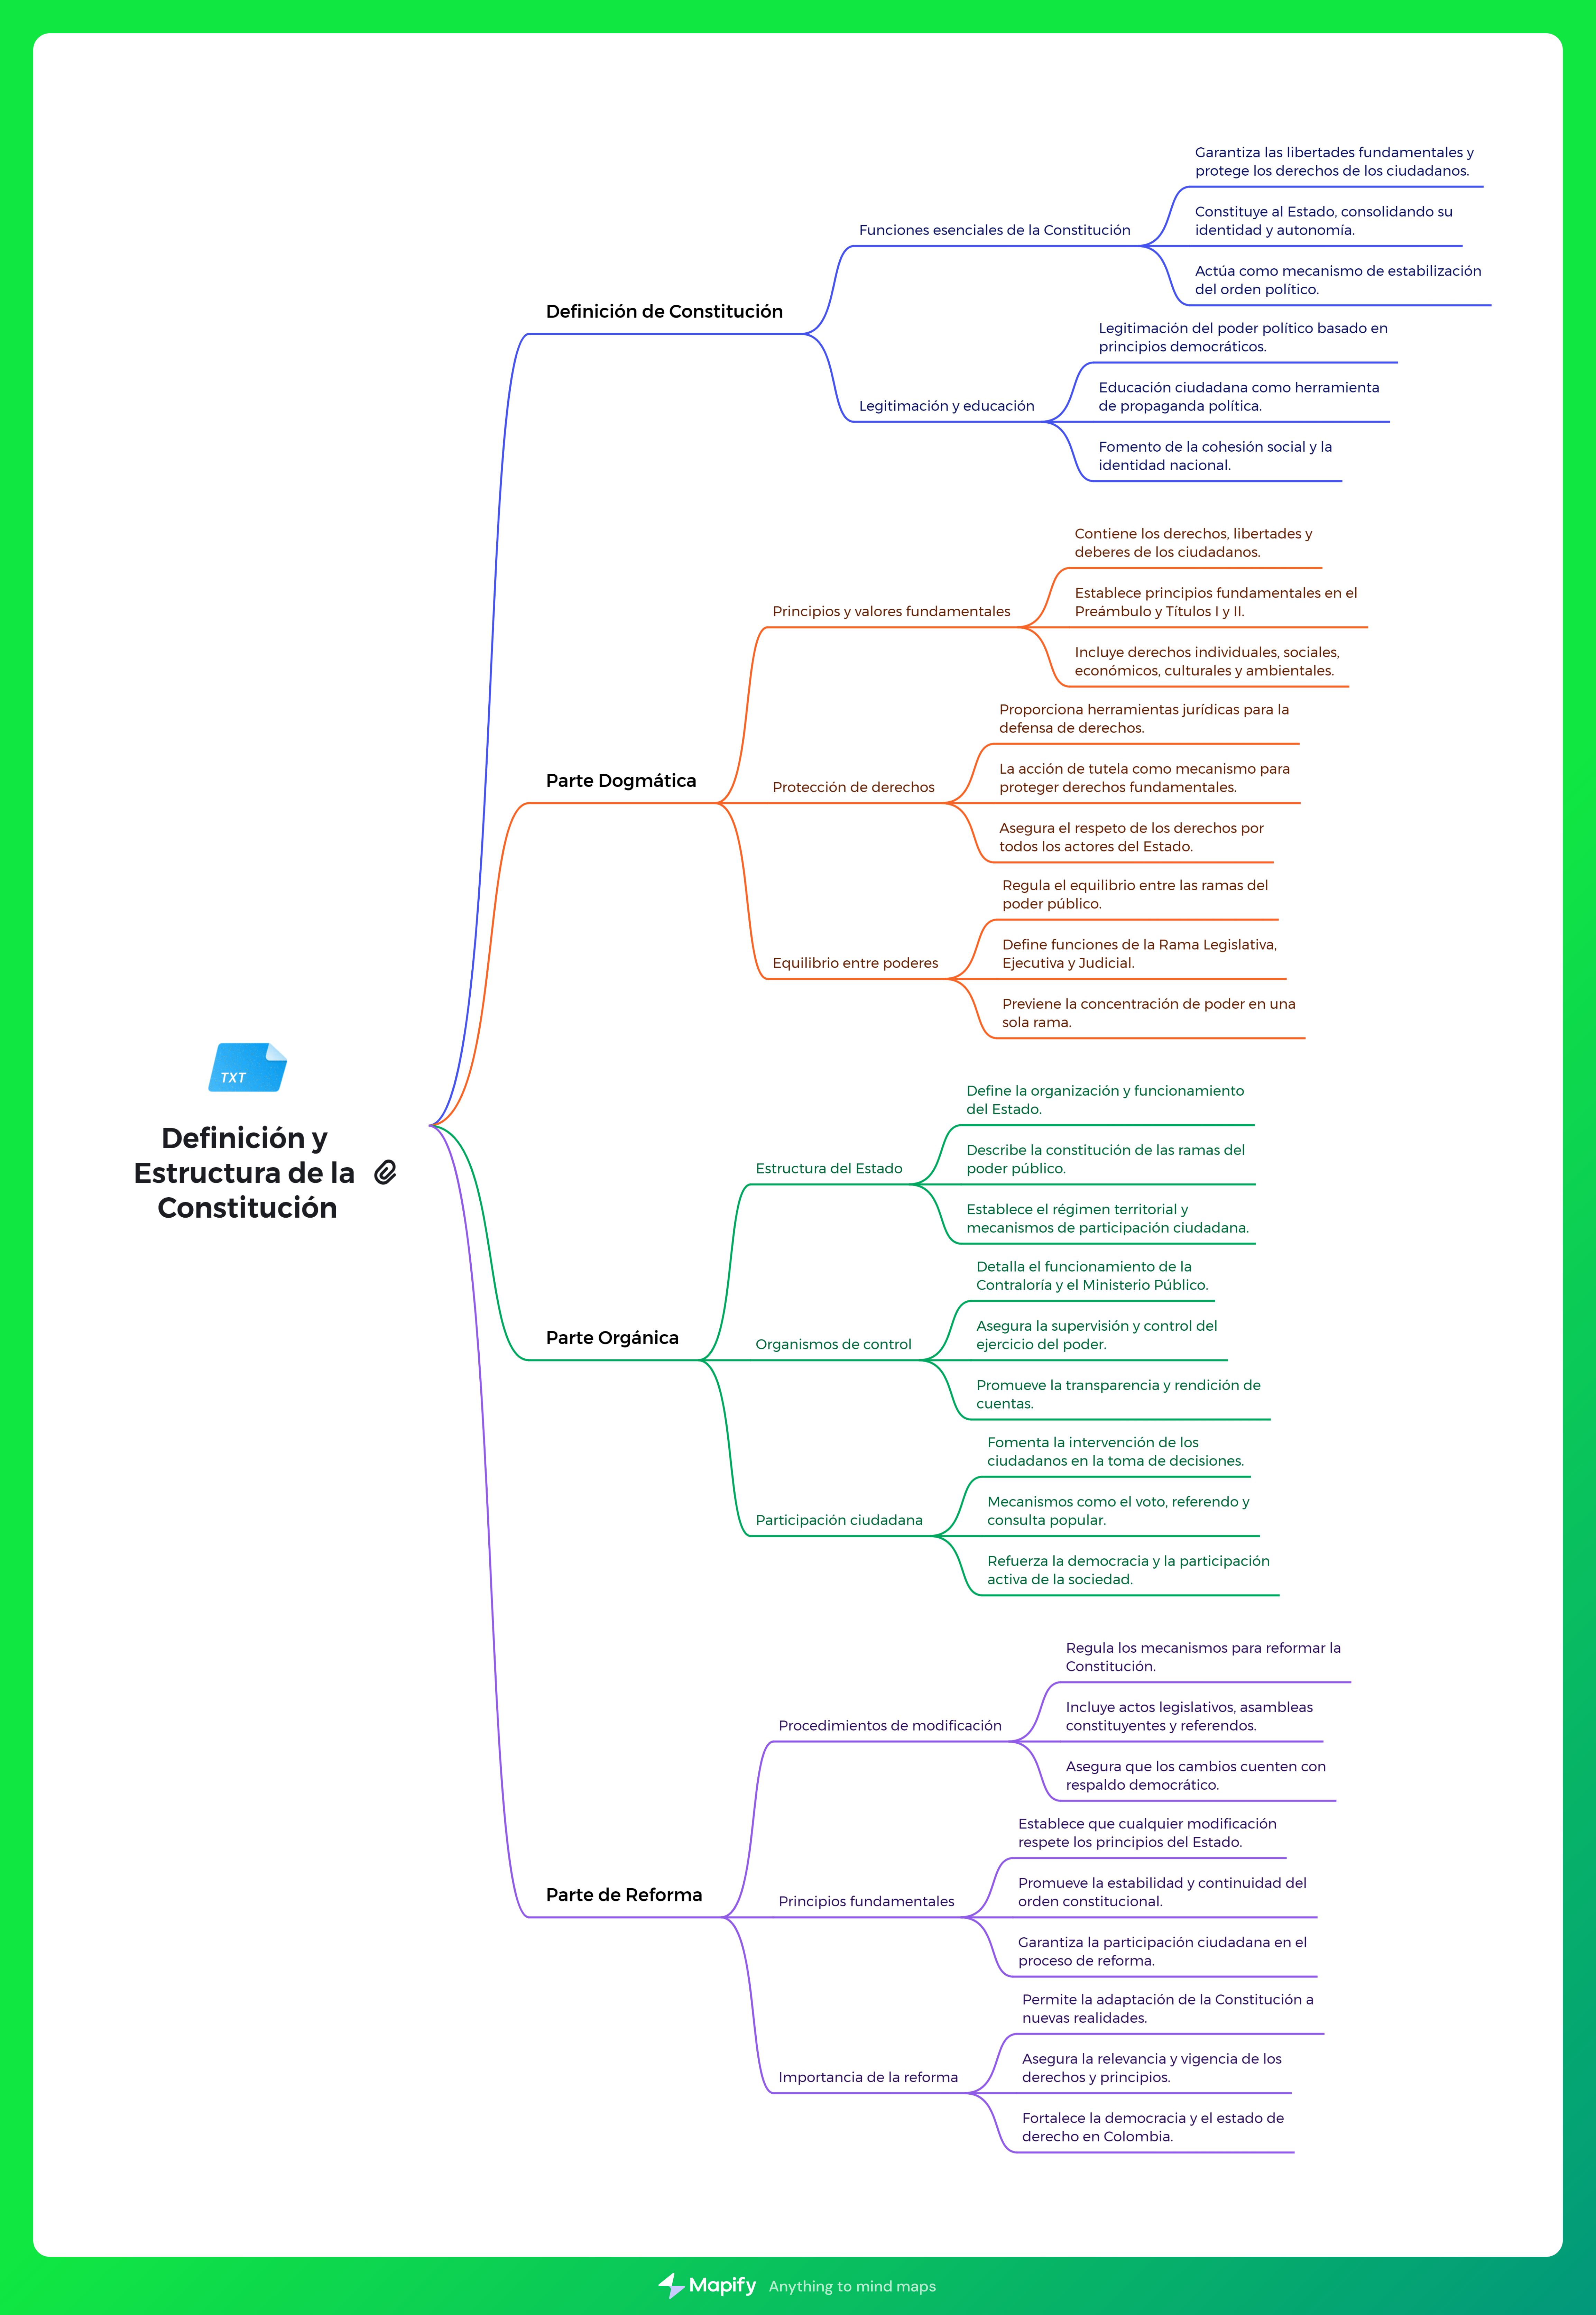 TXT
Definición y
Estructura de la
Constitución
Definición de Constitución
Funciones esenciales de la Constitución
Garantiza las libertades fundamentales y
protege los derechos de los ciudadanos.
Constituye al Estado, consolidando su
identidad y autonomía.
Actúa como mecanismo de estabilización
del orden político.
Legitimación y educación
Legitimación del poder político basado en
principios democráticos.
Educación ciudadana como herramienta
de propaganda política.
Fomento de la cohesión social y la
identidad nacional.
Parte Dogmática
Principios y valores fundamentales
Contiene los derechos, libertades y
deberes de los ciudadanos.
Establece principios fundamentales en el
Preámbulo y Títulos I y II.
Incluye derechos individuales, sociales,
económicos, culturales y ambientales.
Protección de derechos
Proporciona herramientas jurídicas para la
defensa de derechos.
La acción de tutela como mecanismo para
proteger derechos fundamentales.
Asegura el respeto de los derechos por
todos los actores del Estado.
Equilibrio entre poderes
Regula el equilibrio entre las ramas del
poder público.
Define funciones de la Rama Legislativa,
Ejecutiva y Judicial.
Previene la concentración de poder en una
sola rama.
Parte Orgánica
Estructura del Estado
Define la organización y funcionamiento
del Estado.
Describe la constitución de las ramas del
poder público.
Establece el régimen territorial y
mecanismos de participación ciudadana.
Organismos de control
Detalla el funcionamiento de la
Contraloría y el Ministerio Público.
Asegura la supervisión y control del
ejercicio del poder.
Promueve la transparencia y rendición de
cuentas.
Participación ciudadana
Fomenta la intervención de los
ciudadanos en la toma de decisiones.
Mecanismos como el voto, referendo y
consulta popular.
Refuerza la democracia y la participación
activa de la sociedad.
Parte de Reforma
Procedimientos de modificación
Regula los mecanismos para reformar la
Constitución.
Incluye actos legislativos, asambleas
constituyentes y referendos.
Asegura que los cambios cuenten con
respaldo democrático.
Principios fundamentales
Establece que cualquier modificación
respete los principios del Estado.
Promueve la estabilidad y continuidad del
orden constitucional.
Garantiza la participación ciudadana en el
proceso de reforma.
Importancia de la reforma
Permite la adaptación de la Constitución a
nuevas realidades.
Asegura la relevancia y vigencia de los
derechos y principios.
Fortalece la democracia y el estado de
derecho en Colombia.
Mapify Anything to mind maps